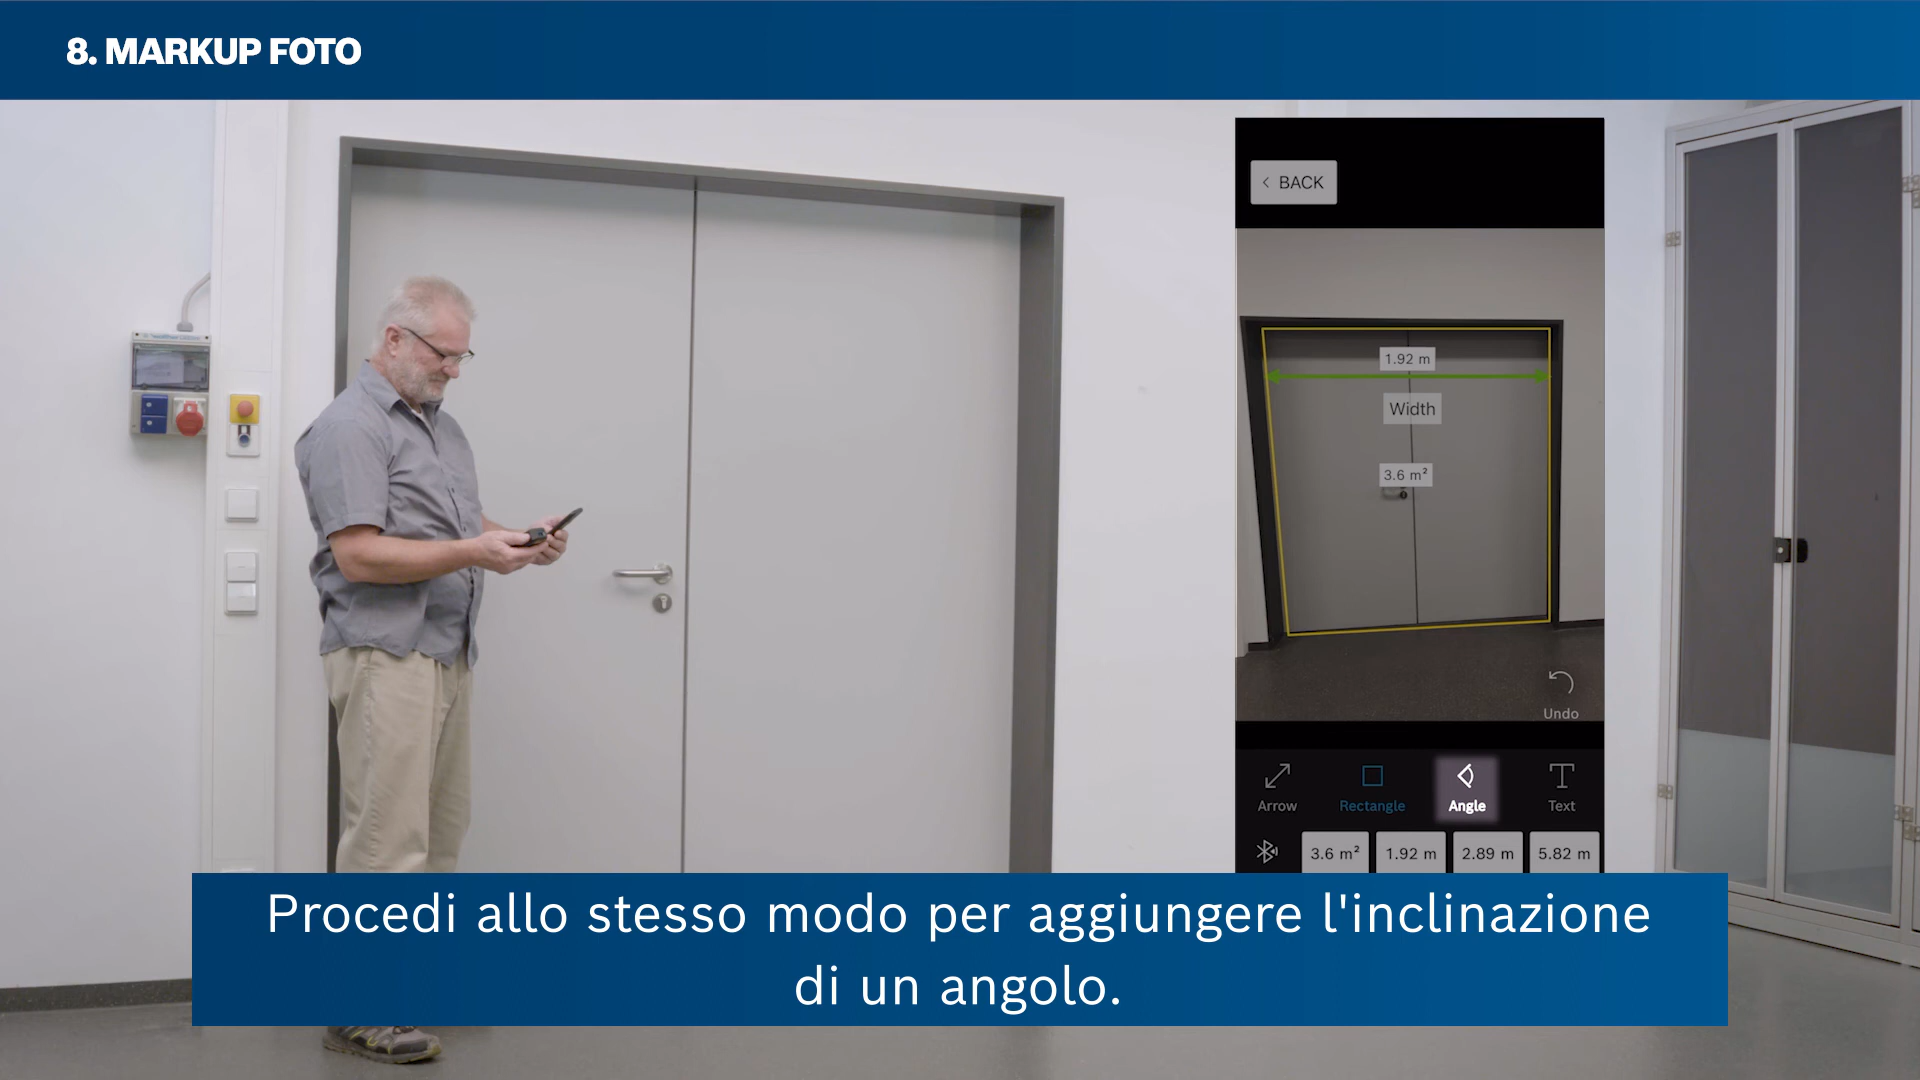 8. MARKUP FOTO
BACK
1.92 m
Width
3.6 m²
Undo
Arrow
Rectangle
Angle
Text
3.6 m²
1.92 m
2.89 m
5.82 m
Procedi allo stesso modo per aggiungere l'inclinazione
di un angolo.